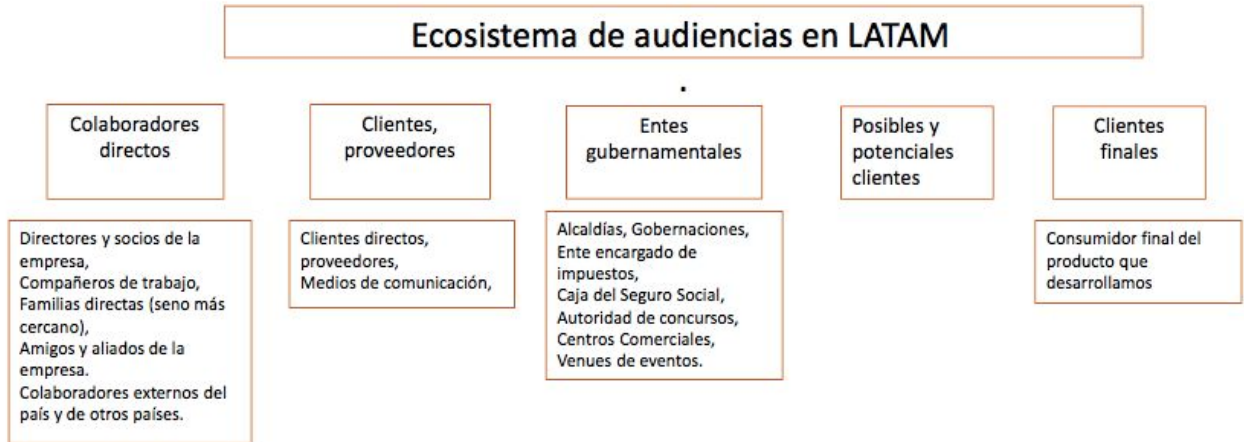 Ecosistema de audiencias en LATAM
.
Colaboradores
directos
Clientes,
proveedores
Entes
gubernamentales
Posibles y
potenciales
clientes
Clientes
finales
Directores y socios de la
empresa,
Compañeros de trabajo,
Familias directas (seno más
cercano),
Amigos y aliados de la
empresa.
Colaboradores externos del
país y de otros países.
Clientes directos,
proveedores,
Medios de comunicación,
Alcaldías, Gobernaciones,
Ente encargado de
impuestos,
Caja del Seguro Social,
Autoridad de concursos,
Centros Comerciales,
Venues de eventos.
Consumidor final del
producto que
desarrollamos